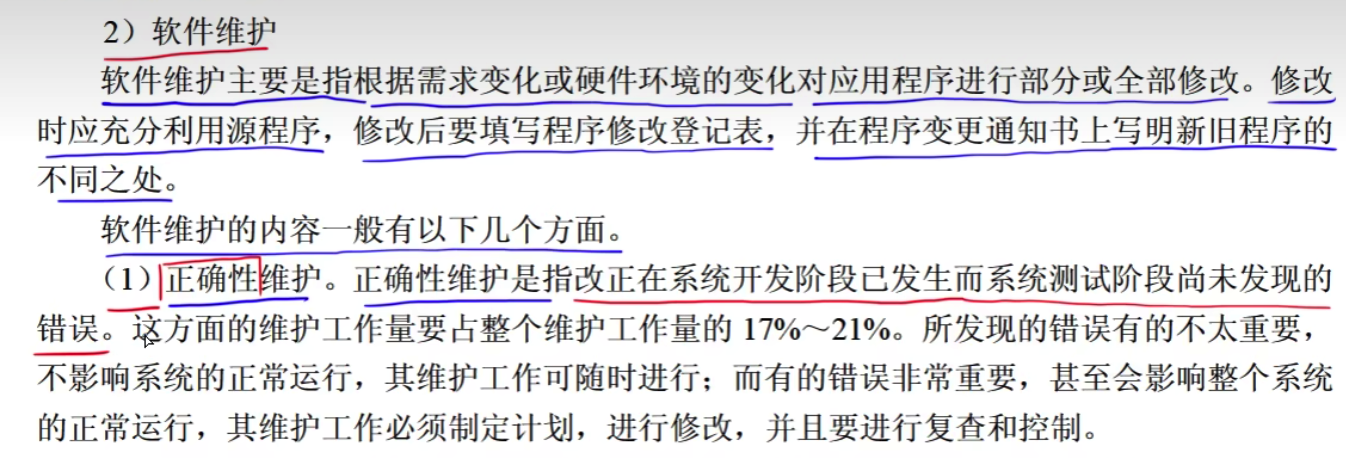 2）软件维护
软件维护主要是指根据需求变化或硬件环境的变化对应用程序进行部分或全部修改。修改
时应充分利用源程序，修改后要填写程序修改登记表，并在程序变更通知书上写明新旧程序的
不同之处。
软件维护的内容一般有以下几个方面。
（1）正确性维护。正确性维护是指改正在系统开发阶段已发生而系统测试阶段尚未发现的
错误。这方面的维护工作量要占整个维护工作量的 17%～21%。所发现的错误有的不太重要，
不影响系统的正常运行，其维护工作可随时进行；而有的错误非常重要，甚至会影响整个系统
的正常运行，其维护工作必须制定计划，进行修改，并且要进行复查和控制。